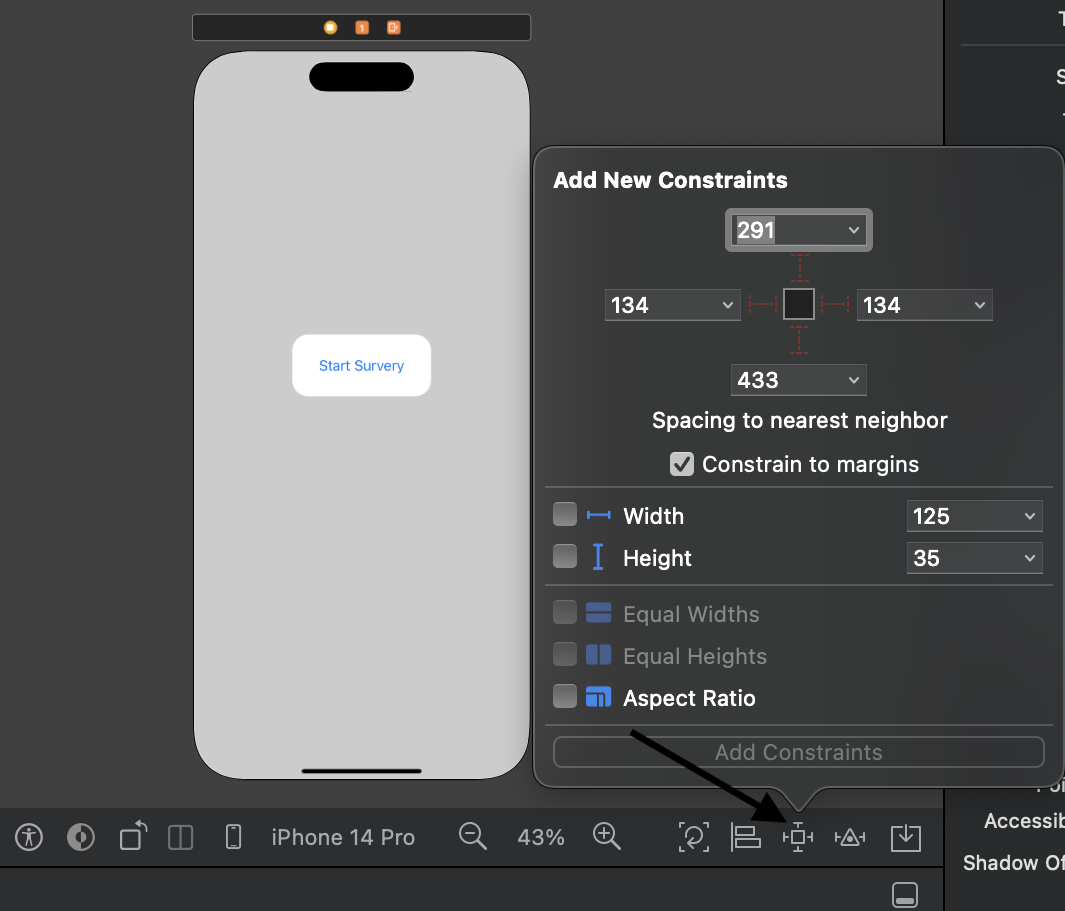 1
Add New Constraints
291
134
134
433
Spacing to nearest neighbor
Constrain to margins
Width 125
Height 35
Equal Widths
Equal Heights
Aspect Ratio
Add Constraints
Start Survery
iPhone 14 Pro
43%
Accessib
Shadow Of